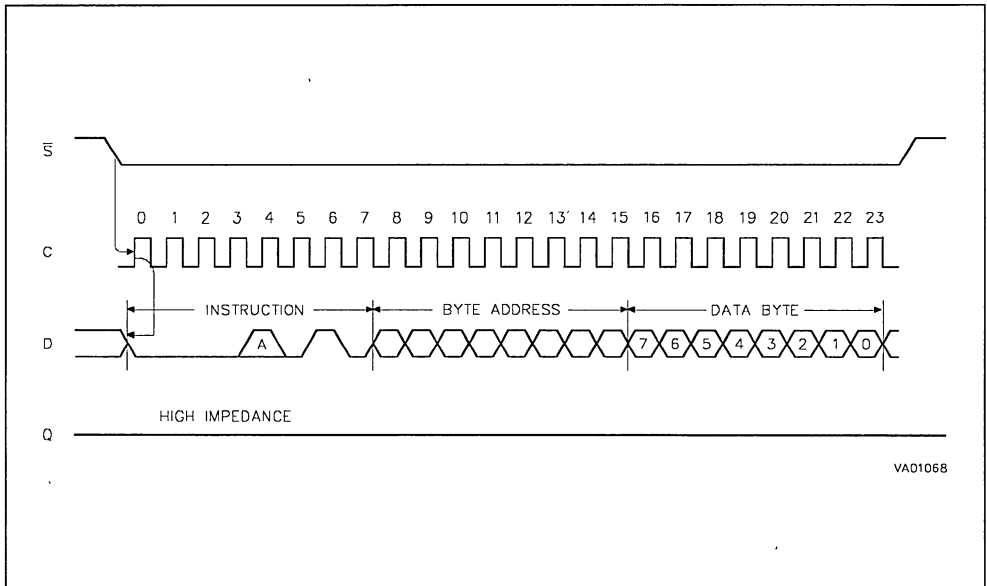 S̅
0 1 2 3 4 5 6 7 8 9 10 11 12 13 14 15 16 17 18 19 20 21 22 23
C
INSTRUCTION BYTE ADDRESS DATA BYTE
D A 7 6 5 4 3 2 1 0
HIGH IMPEDANCE
Q
VA01068